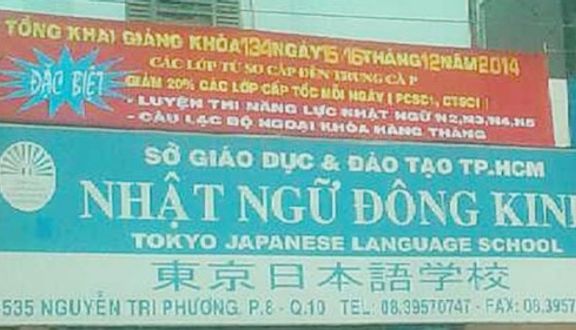 TỔNG KHAI GIẢNG KHÓA 134 NGÀY 15 16 THÁNG 12 NĂM 2014
CÁC LỚP TỪ SƠ CẤP ĐẾN TRUNG CẤP
ĐẶC BIỆT
GIẢM 20% CÁC LỚP CẤP TỐC MỖI NGÀY ( PCSC1, CTSC1 )
- LUYỆN THI NĂNG LỰC NHẬT NGỮ N2,N3,N4,N5
- CÂU LẠC BỘ NGOẠI KHÓA HÀNG THÁNG
SỞ GIÁO DỤC & ĐÀO TẠO TP.HCM
NHẬT NGỮ ĐÔNG KIN
TOKYO JAPANESE LANGUAGE SCHOOL
東京日本語学校
535 NGUYỄN TRI PHƯƠNG. P.8 - Q.10 TEL: 08.39570747 - FAX: 08.3957